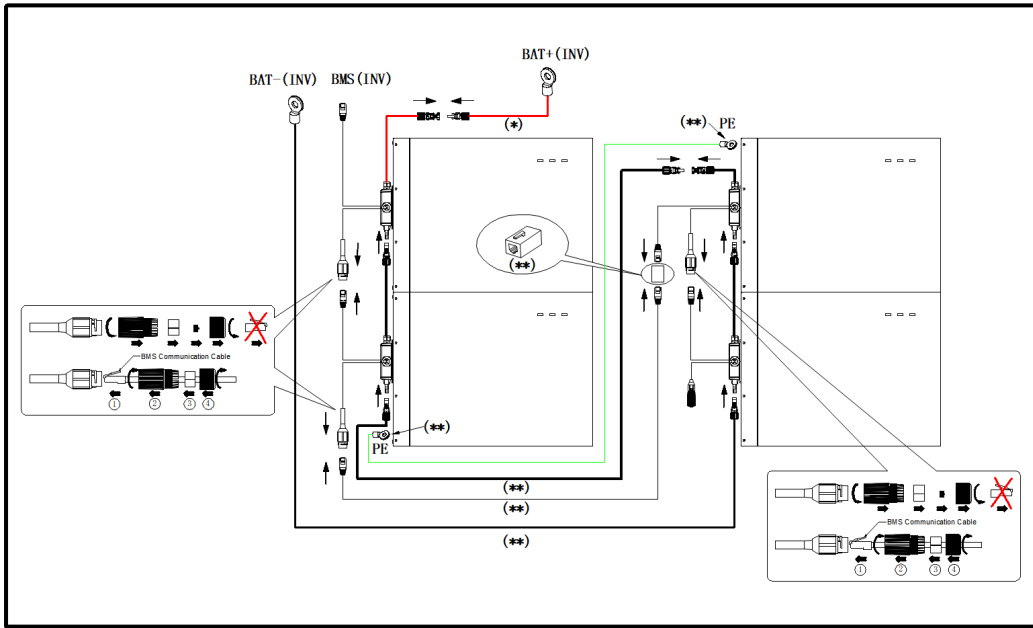 BAT+(INV)
BAT-(INV)
BMS(INV)
(*)
(**)
PE
(**)
BMS Communication Cable
① ② ③ ④
(**)
PE
(**)
(**)
(**)
BMS Communication Cable
① ② ③ ④